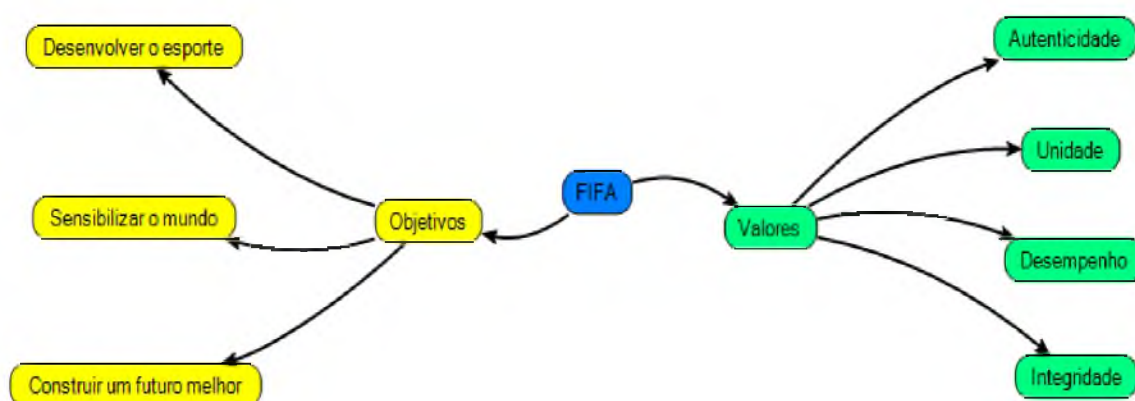 Desenvolver o esporte
Autenticidade
Unidade
FIFA
Sensibilizar o mundo
Objetivos
Valores
Desempenho
Construir um futuro melhor
Integridade